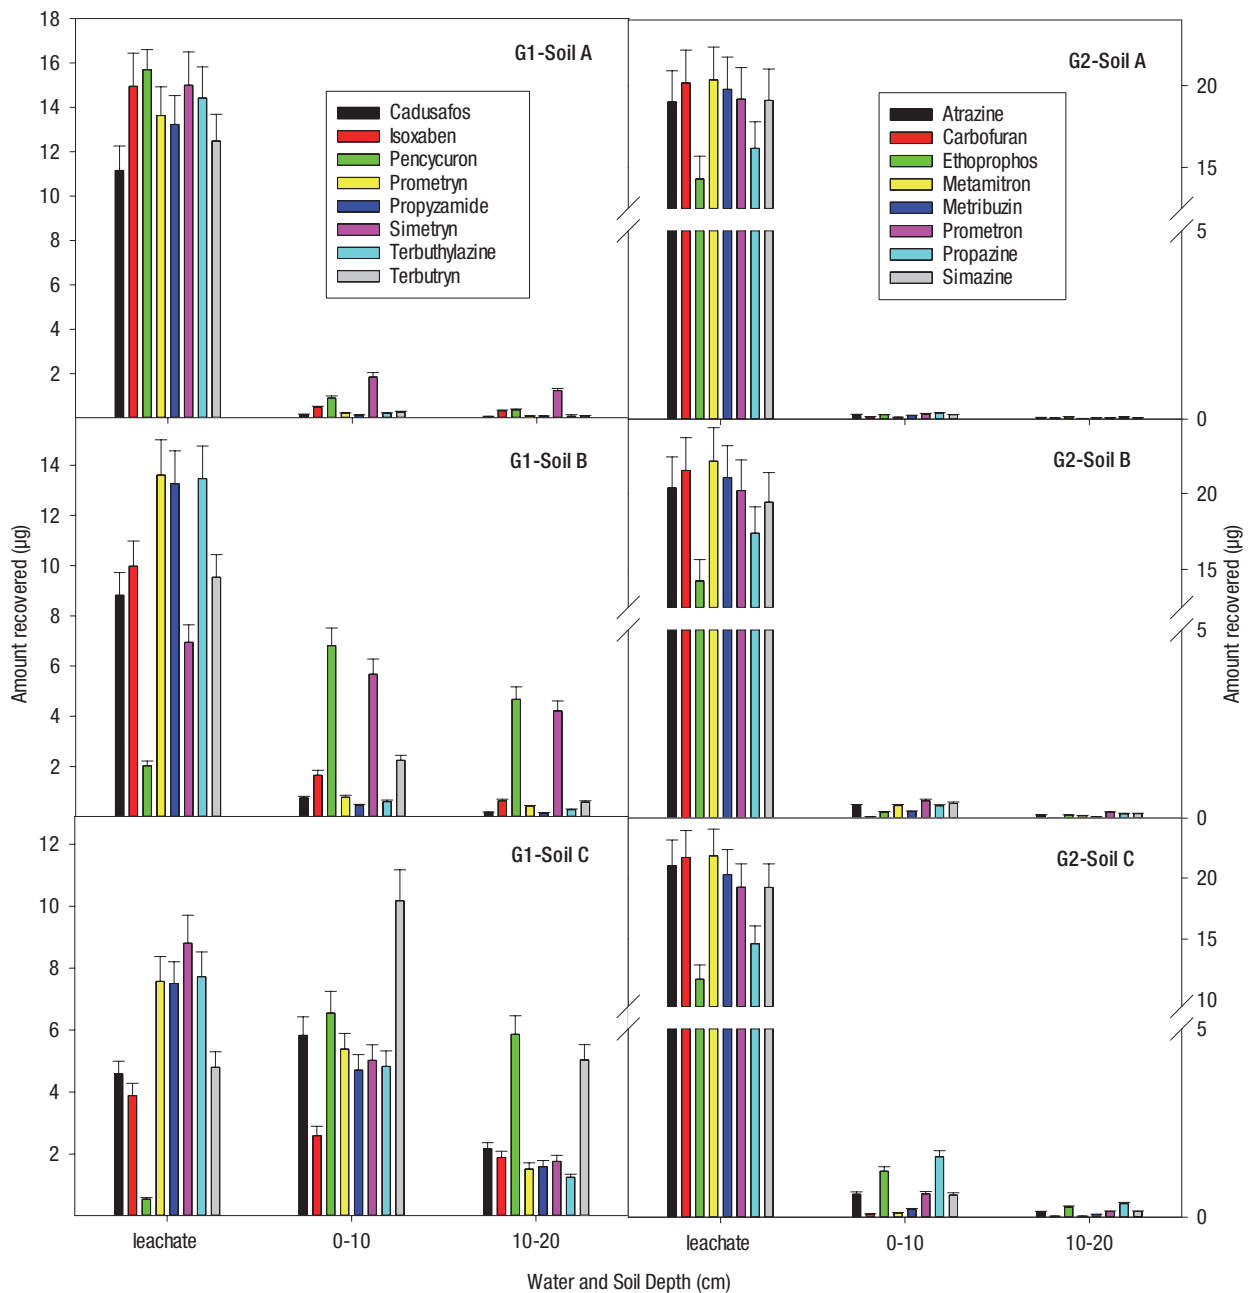 18
16
14
12
10
8
6
4
2
G1-Soil A
Cadusafos
Isoxaben
Pencycuron
Prometryn
Propyzamide
Simetryn
Terbuthylazine
Terbutryn
G2-Soil A
Atrazine
Carbofuran
Ethoprophos
Metamitron
Metribuzin
Prometron
Propazine
Simazine
20
15
5
0
14
12
10
8
6
4
2
G1-Soil B
G2-Soil B
20
15
5
0
Amount recovered (µg)
Amount recovered (µg)
12
10
8
6
4
2
G1-Soil C
G2-Soil C
20
15
10
5
0
leachate 0-10 10-20 leachate 0-10 10-20
Water and Soil Depth (cm)